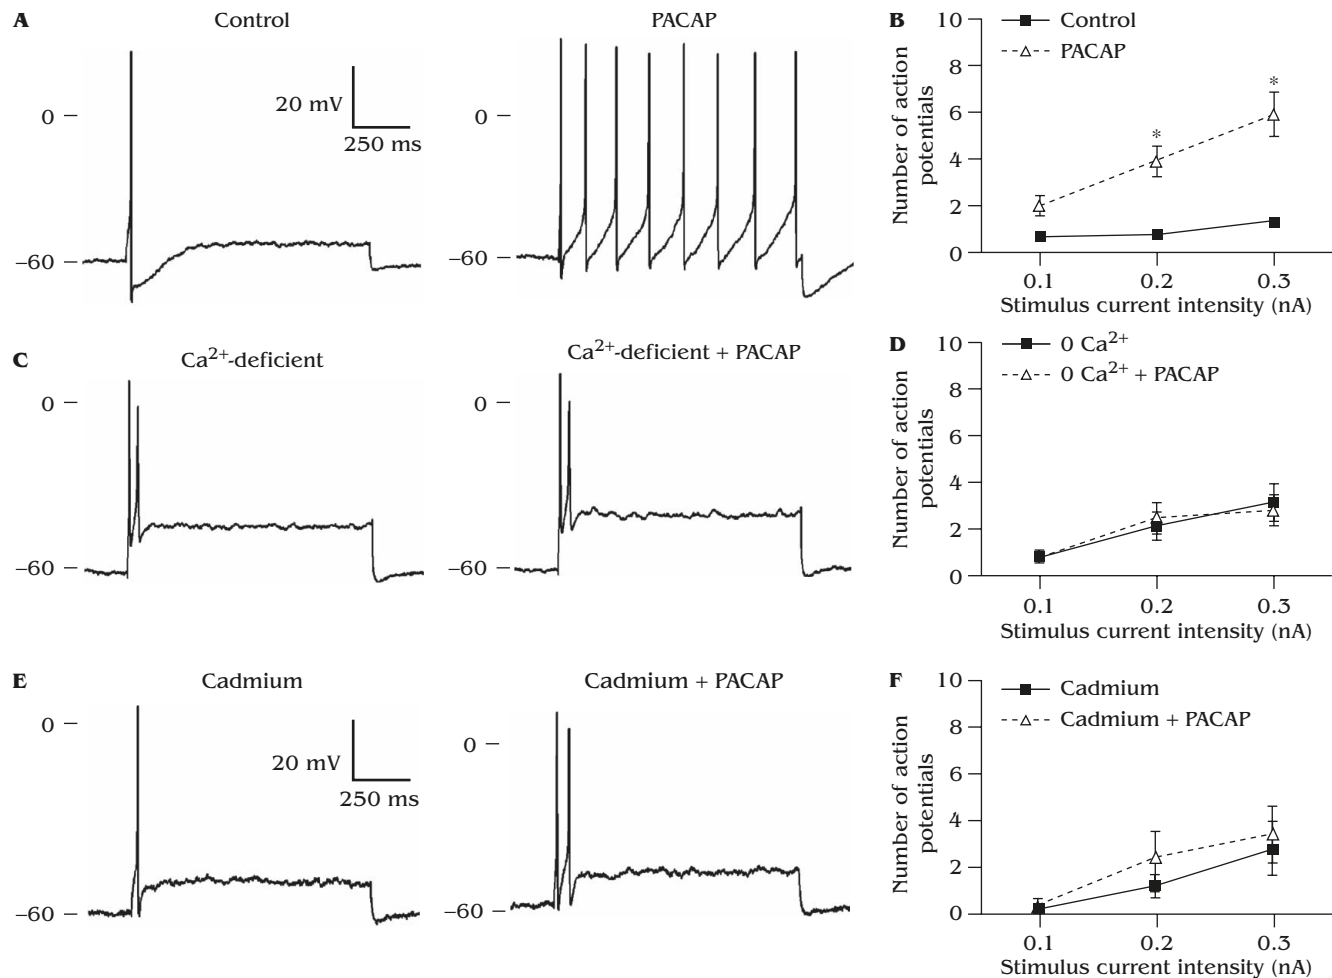 A
Control
0
20 mV
250 ms
–60
PACAP
0
–60
B
Control
PACAP
Number of action
potentials
10
8
6
4
2
0
*
*
0.1 0.2 0.3
Stimulus current intensity (nA)
C
Ca²⁺-deficient
0
–60
Ca²⁺-deficient + PACAP
0
–60
D
0 Ca²⁺
0 Ca²⁺ + PACAP
Number of action
potentials
10
8
6
4
2
0
0.1 0.2 0.3
Stimulus current intensity (nA)
E
Cadmium
0
20 mV
250 ms
–60
Cadmium + PACAP
0
–60
F
Cadmium
Cadmium + PACAP
Number of action
potentials
10
8
6
4
2
0
0.1 0.2 0.3
Stimulus current intensity (nA)